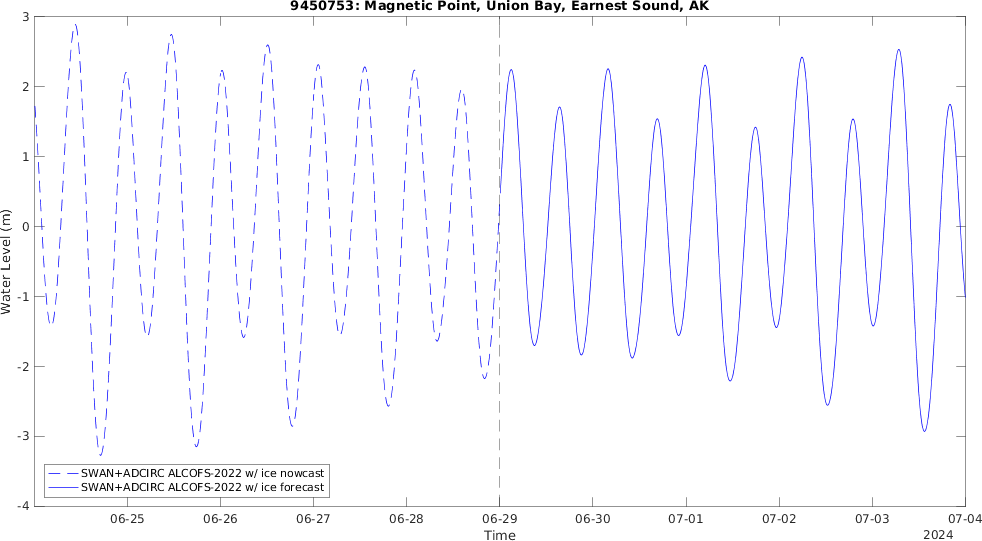 9450753: Magnetic Point, Union Bay, Earnest Sound, AK
3
2
1
0
-1
-2
-3
-4
Water Level (m)
SWAN+ADCIRC ALCOFS-2022 w/ ice nowcast
SWAN+ADCIRC ALCOFS-2022 w/ ice forecast
06-25 06-26 06-27 06-28 06-29 06-30 07-01 07-02 07-03 07-04
Time
2024